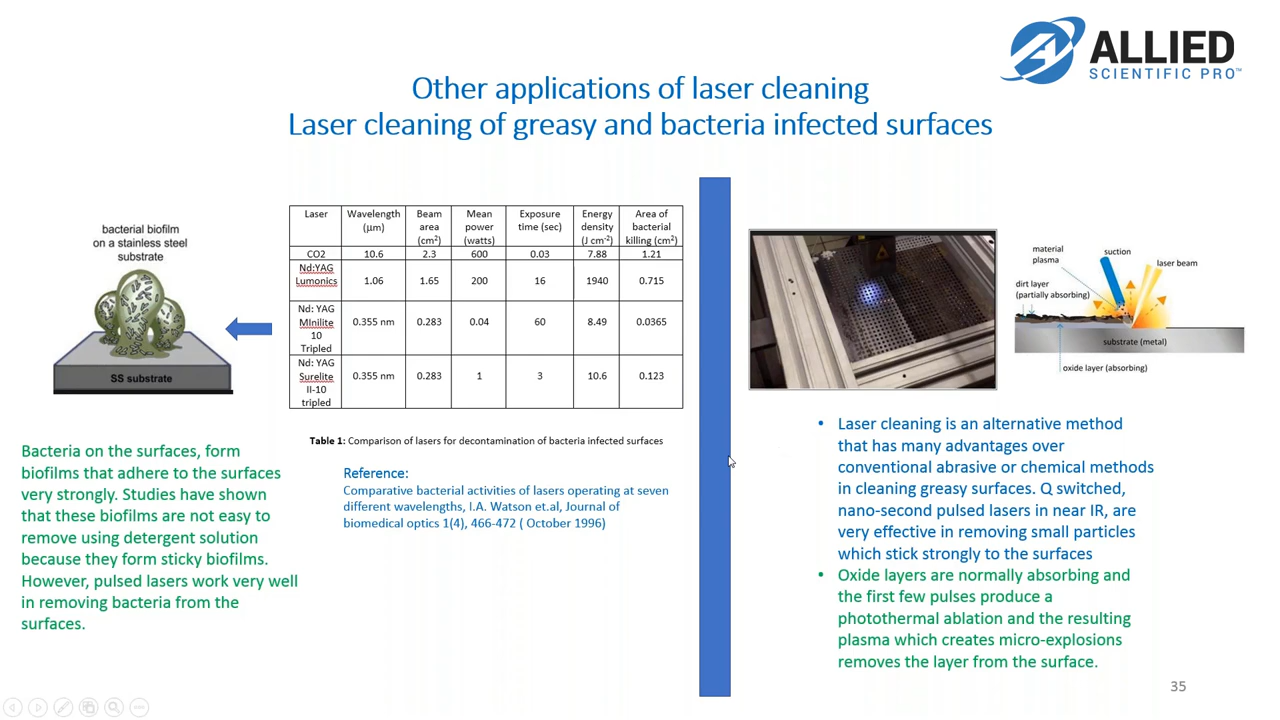 ALLIED
SCIENTIFIC PRO™
Other applications of laser cleaning
Laser cleaning of greasy and bacteria infected surfaces
bacterial biofilm
on a stainless steel
substrate
SS substrate
Bacteria on the surfaces, form
biofilms that adhere to the surfaces
very strongly. Studies have shown
that these biofilms are not easy to
remove using detergent solution
because they form sticky biofilms.
However, pulsed lasers work very well
in removing bacteria from the
surfaces.
Laser Wavelength (µm) Beam area (cm²) Mean power (watts) Exposure time (sec) Energy density (J cm⁻²) Area of bacterial killing (cm²)
CO2 10.6 2.3 600 0.03 7.88 1.21
Nd:YAG Lumonics 1.06 1.65 200 16 1940 0.715
Nd: YAG MInilite 10 Tripled 0.355 nm 0.283 0.04 60 8.49 0.0365
Nd: YAG Surelite II-10 tripled 0.355 nm 0.283 1 3 10.6 0.123
Table 1: Comparison of lasers for decontamination of bacteria infected surfaces
Reference:
Comparative bacterial activities of lasers operating at seven
different wavelengths, I.A. Watson et.al, Journal of
biomedical optics 1(4), 466-472 ( October 1996)
material
plasma
suction
laser beam
dirt layer
(partially absorbing)
substrate (metal)
oxide layer (absorbing)
• Laser cleaning is an alternative method
that has many advantages over
conventional abrasive or chemical methods
in cleaning greasy surfaces. Q switched,
nano-second pulsed lasers in near IR, are
very effective in removing small particles
which stick strongly to the surfaces
• Oxide layers are normally absorbing and
the first few pulses produce a
photothermal ablation and the resulting
plasma which creates micro-explosions
removes the layer from the surface.
35